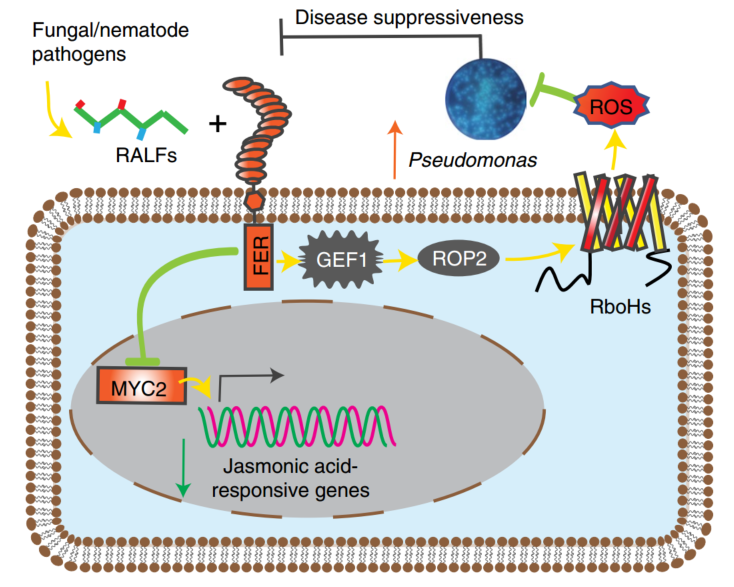 Disease suppressiveness
Fungal/nematode
pathogens
RALFs
+
ROS
Pseudomonas
FER
GEF1
ROP2
RboHs
MYC2
Jasmonic acid-
responsive genes